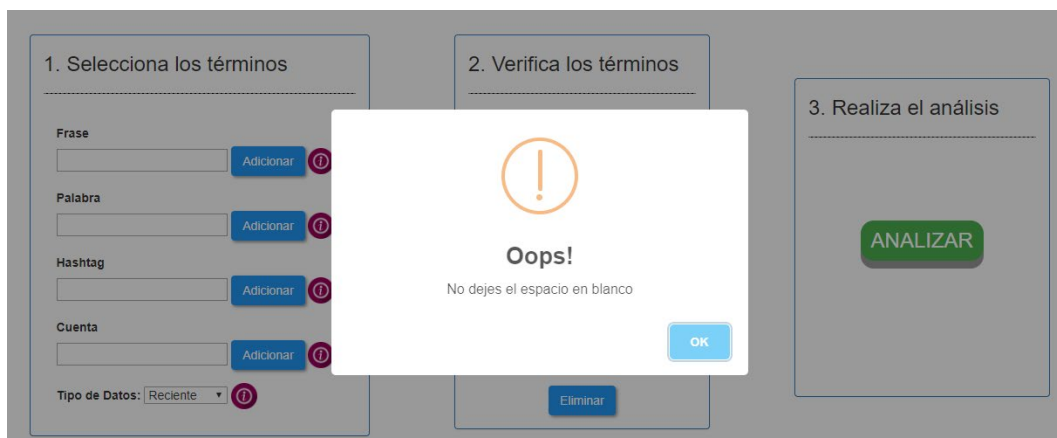 1. Selecciona los términos
Frase
Adicionar
Palabra
Adicionar
Hashtag
Adicionar
Cuenta
Adicionar
Tipo de Datos: Reciente
2. Verifica los términos
Eliminar
Oops!
No dejes el espacio en blanco
OK
3. Realiza el análisis
ANALIZAR